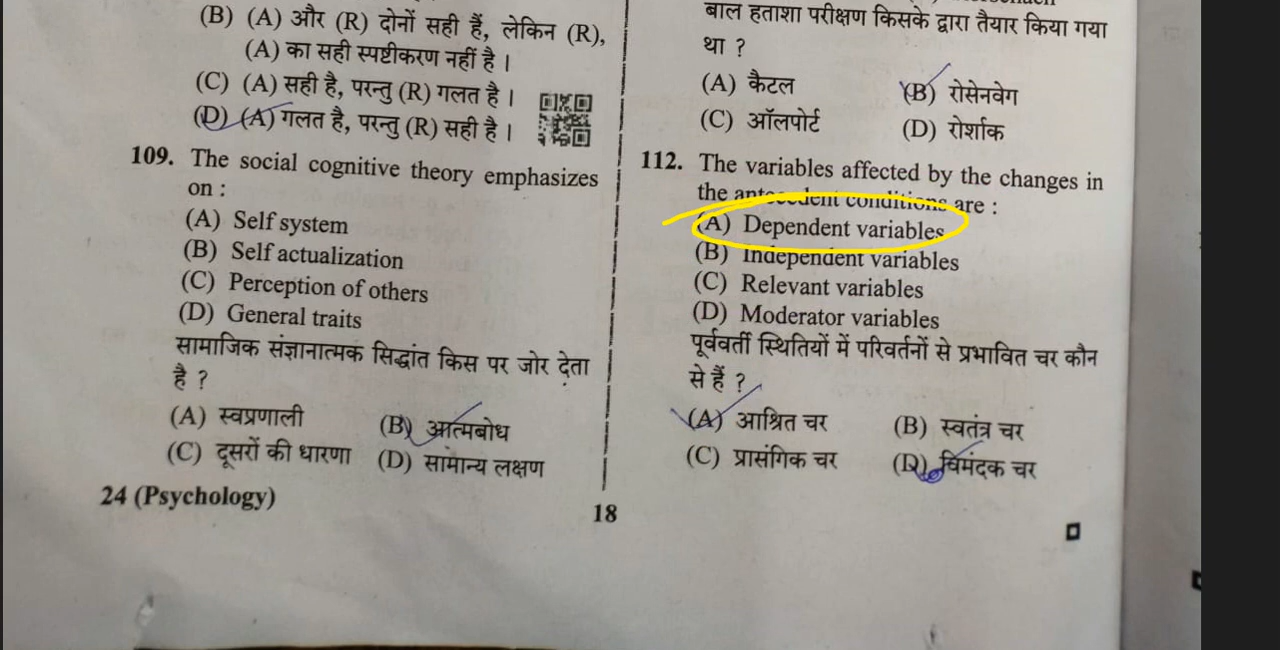 (B) (A) और (R) दोनों सही हैं, लेकिन (R),
(A) का सही स्पष्टीकरण नहीं है ।
(C) (A) सही है, परन्तु (R) गलत है ।
(D) (A) गलत है, परन्तु (R) सही है ।
109. The social cognitive theory emphasizes
on :
(A) Self system
(B) Self actualization
(C) Perception of others
(D) General traits
सामाजिक संज्ञानात्मक सिद्धांत किस पर जोर देता
है ?
(A) स्वप्रणाली (B) आत्मबोध
(C) दूसरों की धारणा (D) सामान्य लक्षण
24 (Psychology)
18
बाल हताशा परीक्षण किसके द्वारा तैयार किया गया
था ?
(A) कैटल (B) रोसेनवेग
(C) ऑलपोर्ट (D) रोर्शाक
112. The variables affected by the changes in
the antecedent conditions are :
(A) Dependent variables
(B) Independent variables
(C) Relevant variables
(D) Moderator variables
पूर्ववर्ती स्थितियों में परिवर्तनों से प्रभावित चर कौन
से हैं ?
(A) आश्रित चर (B) स्वतंत्र चर
(C) प्रासंगिक चर (D) विमंदक चर